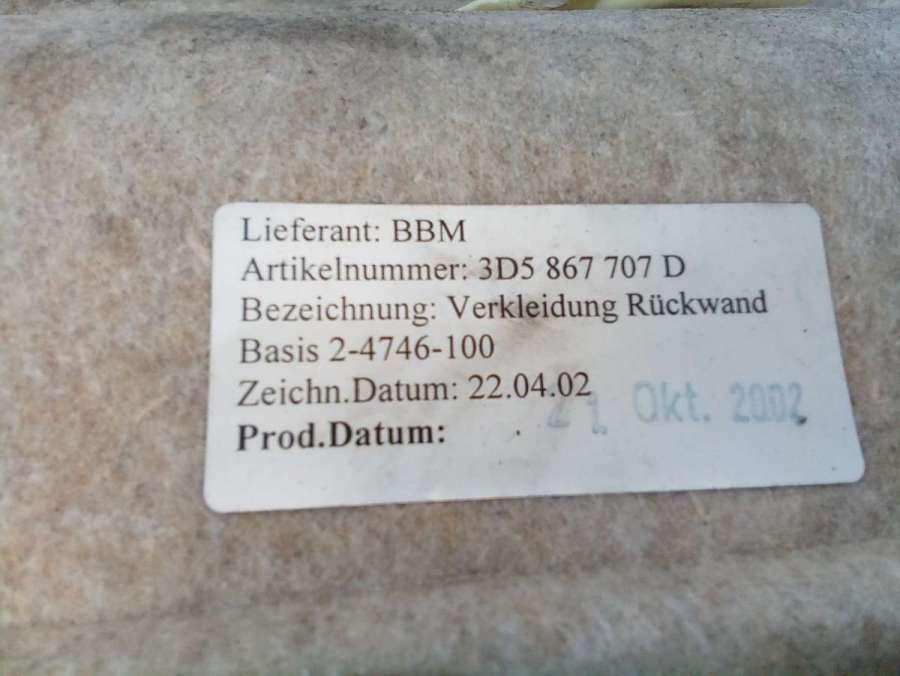 Lieferant: BBM
Artikelnummer: 3D5 867 707 D
Bezeichnung: Verkleidung Rückwand
Basis 2-4746-100
Zeichn.Datum: 22.04.02
Prod.Datum: 21. Okt. 2002